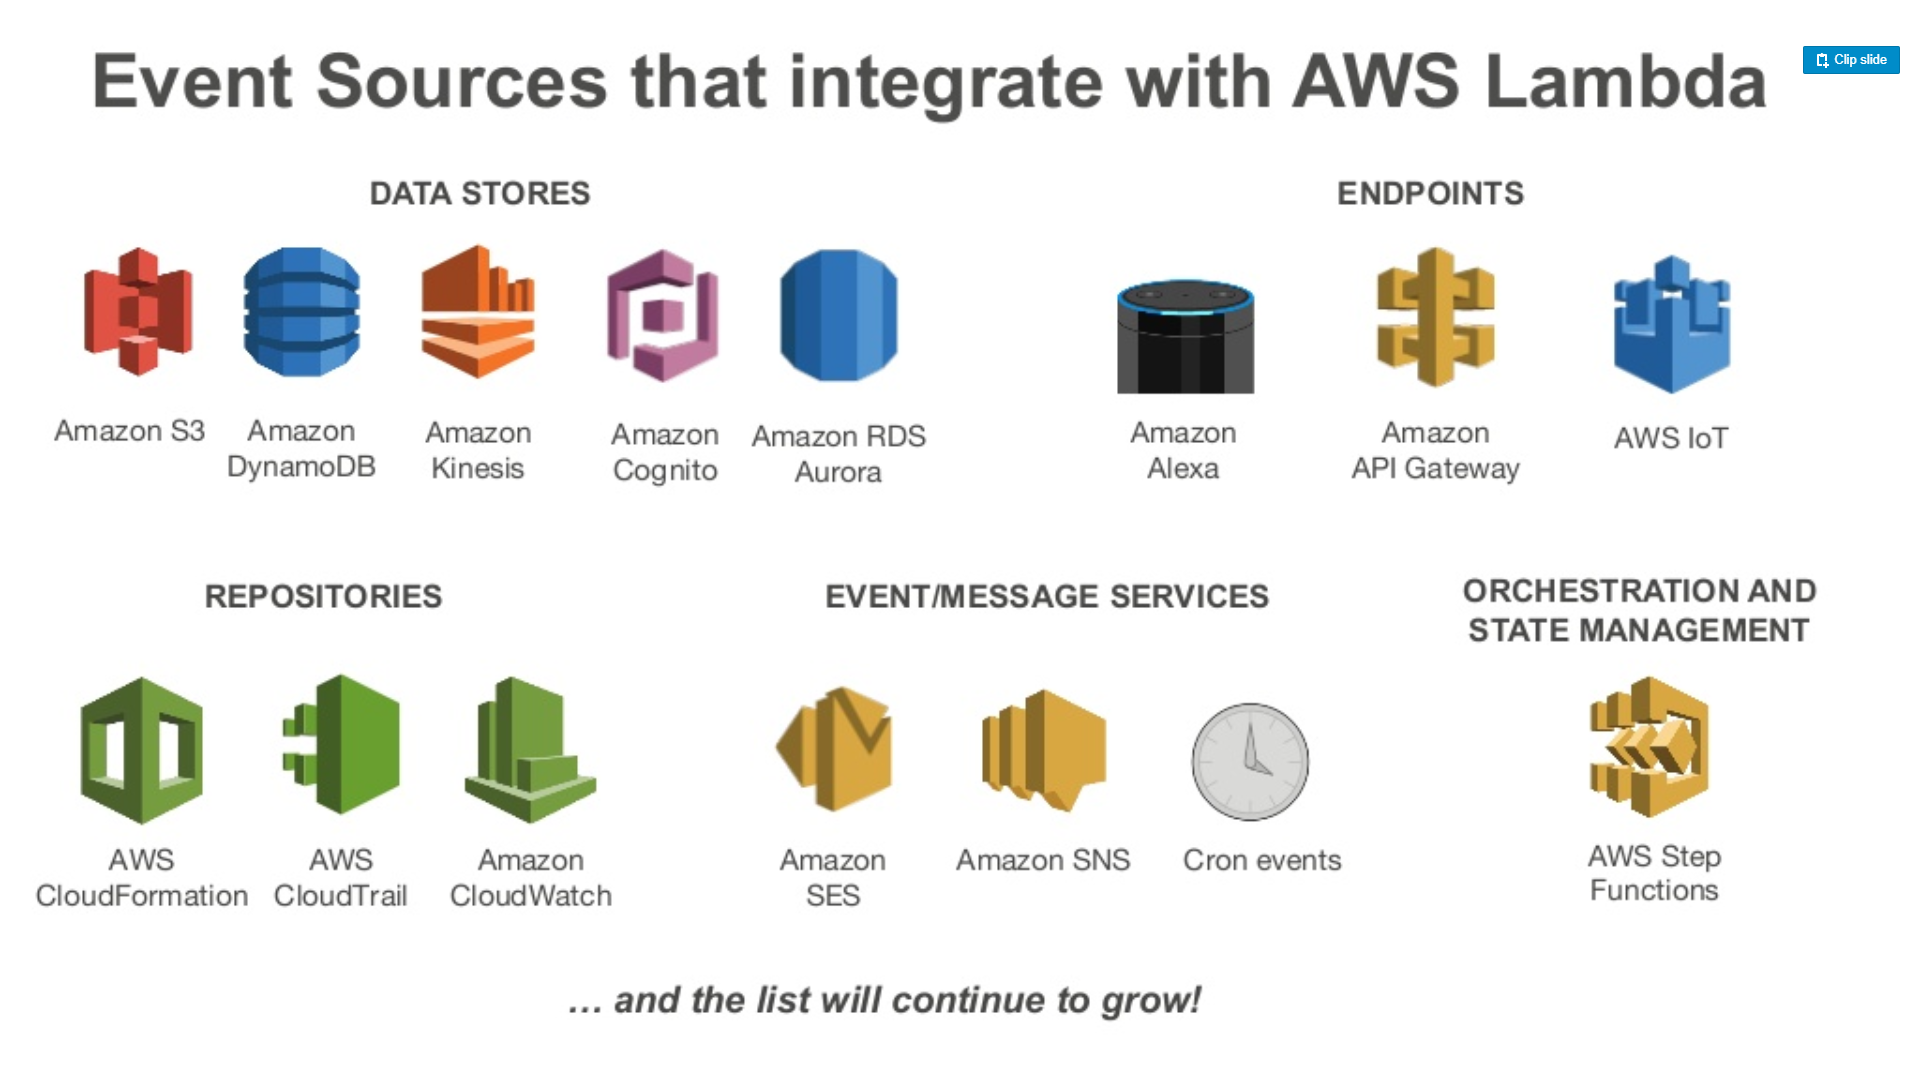 Event Sources that integrate with AWS Lambda
Clip slide
DATA STORES
Amazon S3
Amazon
DynamoDB
Amazon
Kinesis
Amazon
Cognito
Amazon RDS
Aurora
ENDPOINTS
Amazon
Alexa
Amazon
API Gateway
AWS IoT
REPOSITORIES
AWS
CloudFormation
AWS
CloudTrail
Amazon
CloudWatch
EVENT/MESSAGE SERVICES
Amazon
SES
Amazon SNS
Cron events
ORCHESTRATION AND
STATE MANAGEMENT
AWS Step
Functions
... and the list will continue to grow!